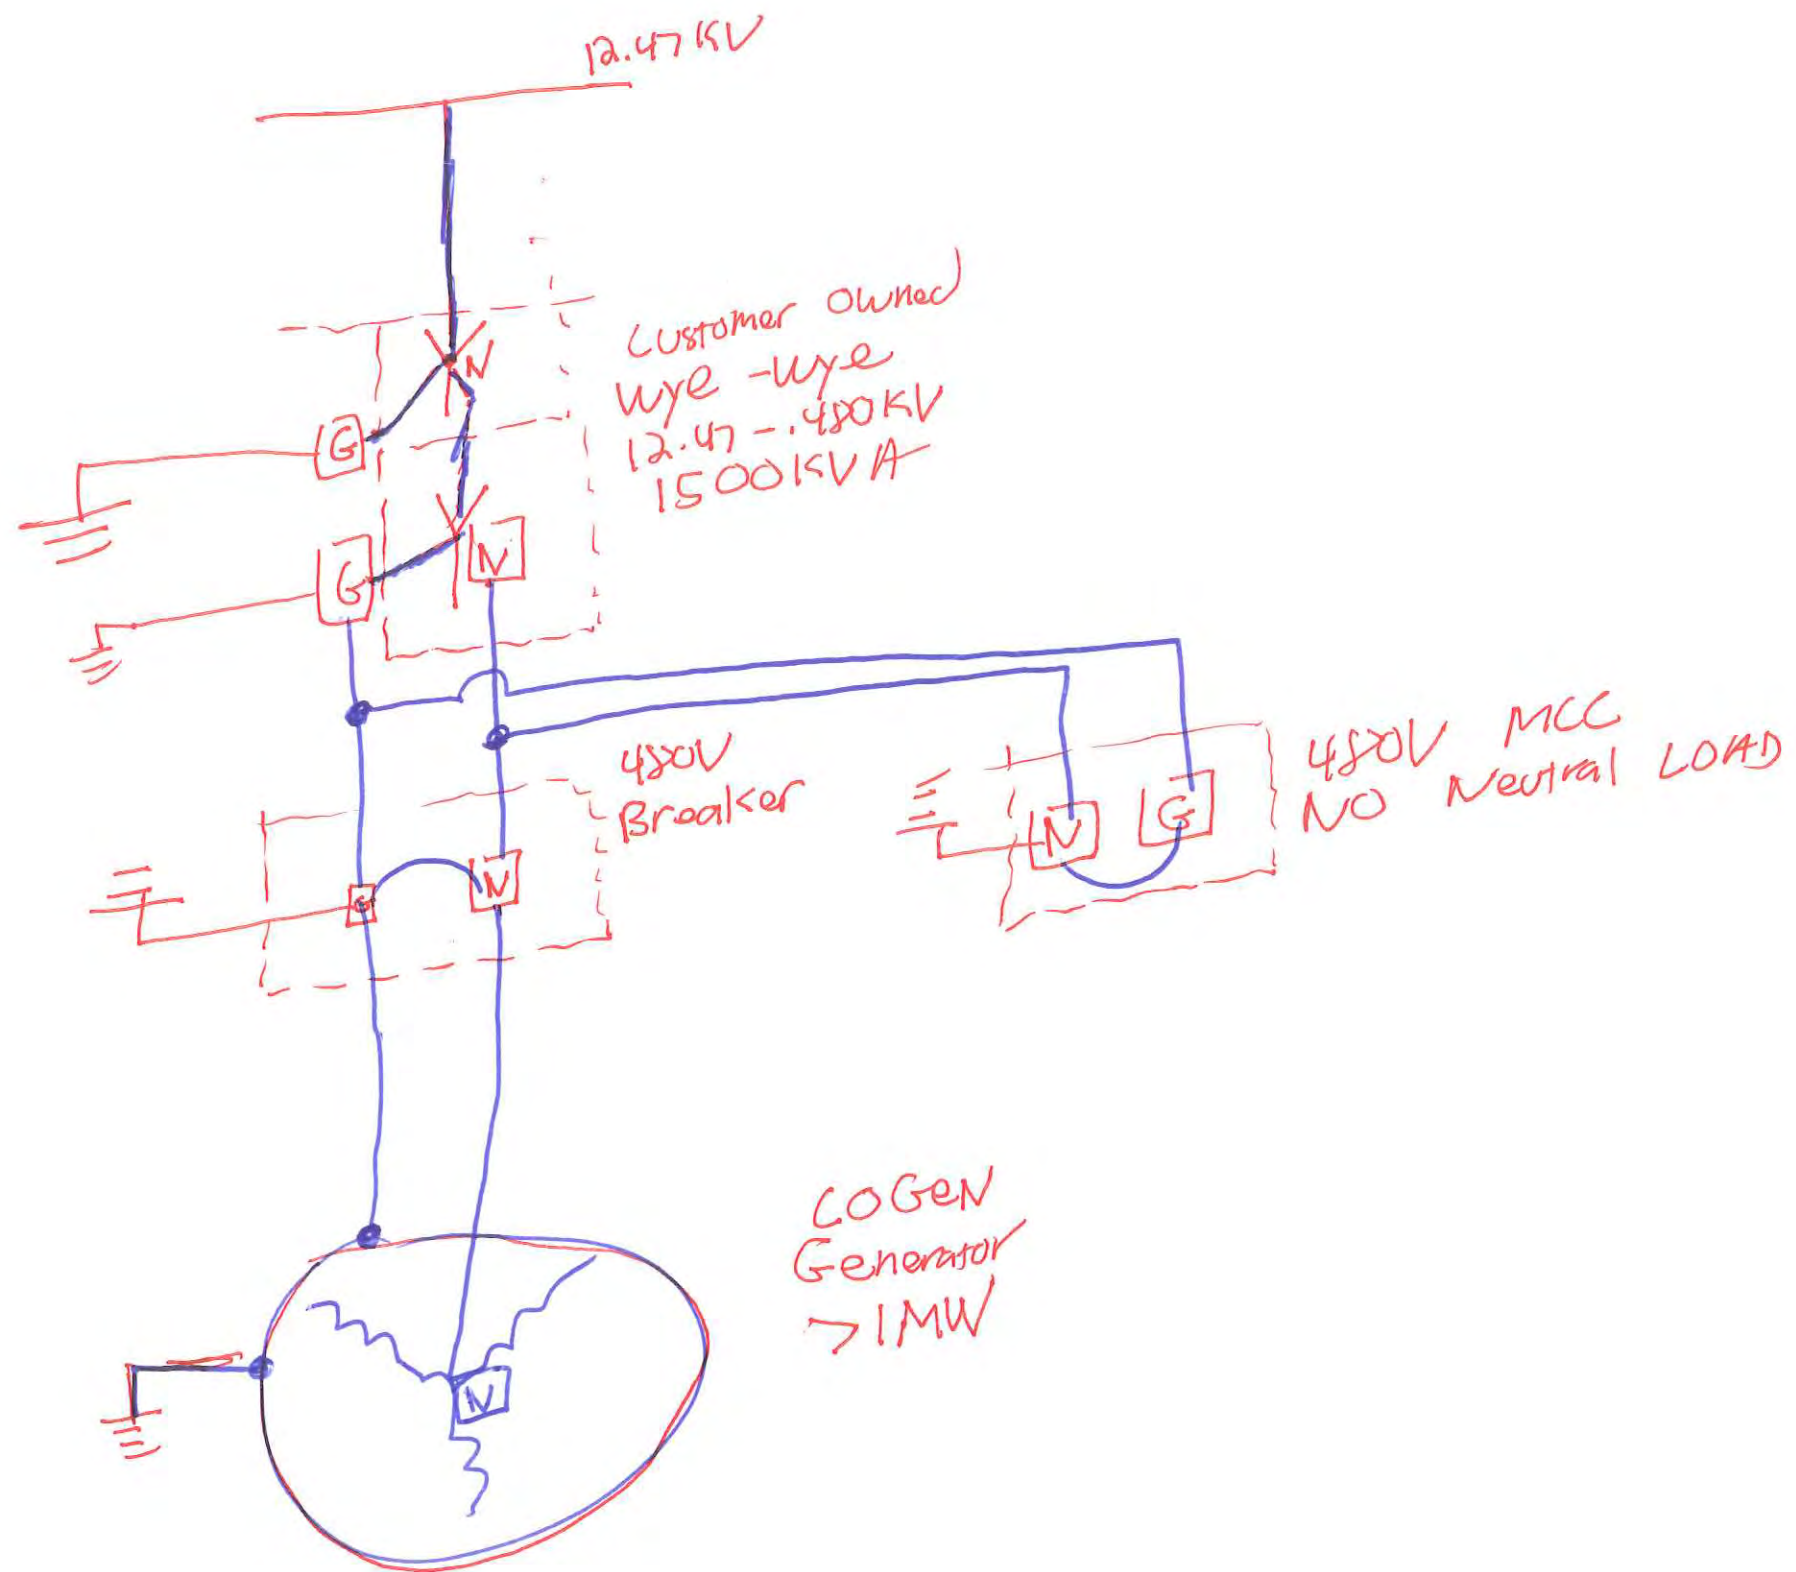 12.47KV
Customer Owned
Wye-Wye
12.47-.480KV
1500KVA
N
G
G
N
480V
Breaker
480V MCC
NO Neutral LOAD
N
G
G
N
COGeN
Generator
>1MW
N